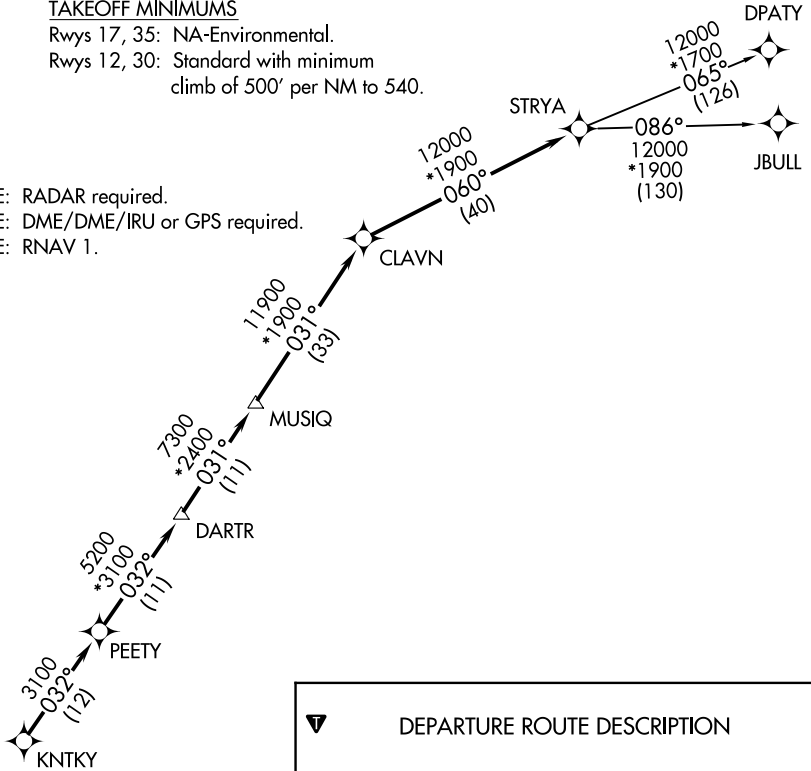 TAKEOFF MINIMUMS
Rwys 17, 35: NA-Environmental.
Rwys 12, 30: Standard with minimum
climb of 500' per NM to 540.
DPATY
12000
*1700
065°
(126)
STRYA
086°
12000
*1900
(130)
JBULL
12000
*1900
060°
(40)
E: RADAR required.
E: DME/DME/IRU or GPS required.
E: RNAV 1.
CLAVN
11900
*1900
031°
(33)
MUSIQ
7300
*2400
031°
(11)
DARTR
5200
*3100
032°
(11)
PEETY
3100
032°
(12)
KNTKY
T
DEPARTURE ROUTE DESCRIPTION